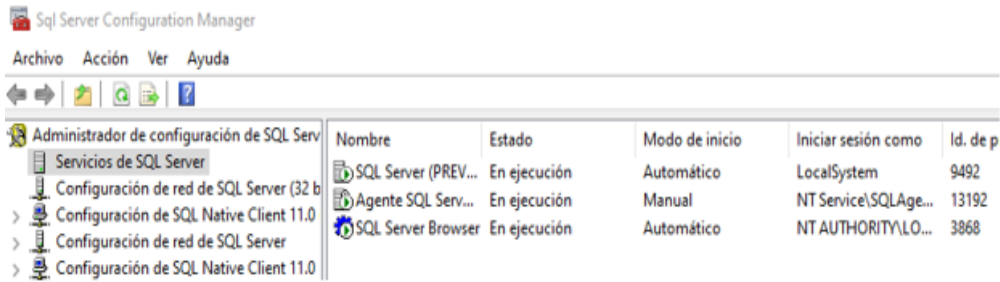 Sql Server Configuration Manager
Archivo Acción Ver Ayuda
Administrador de configuración de SQL Serv
Servicios de SQL Server
Configuración de red de SQL Server (32 b
Configuración de SQL Native Client 11.0
Configuración de red de SQL Server
Configuración de SQL Native Client 11.0
Nombre Estado Modo de inicio Iniciar sesión como Id. de p
SQL Server (PREV... En ejecución Automático LocalSystem 9492
Agente SQL Serv... En ejecución Manual NT Service\SQLAge... 13192
SQL Server Browser En ejecución Automático NT AUTHORITY\LO... 3868